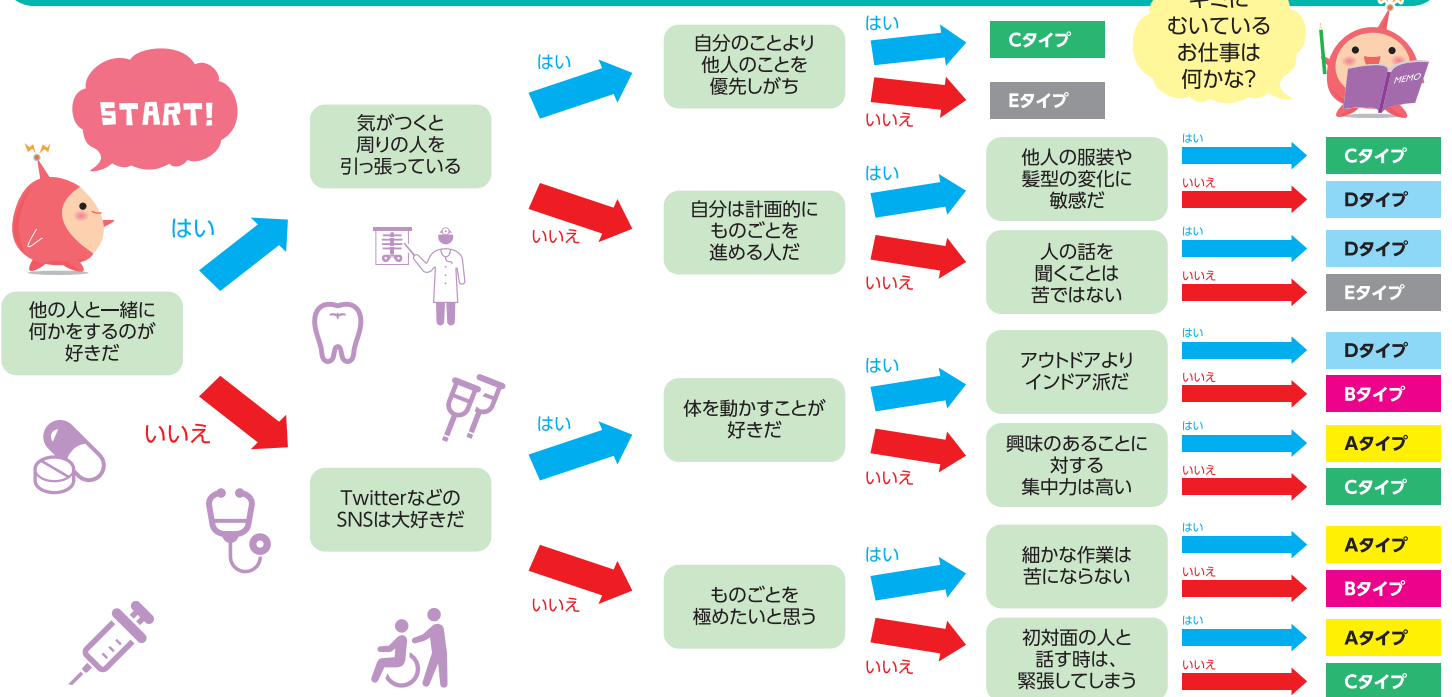 START!
キミに
むいている
お仕事は
何かな?
MEMO
他の人と一緒に
何かをするのが
好きだ
はい
いいえ
気がつくと
周りの人を
引っ張っている
はい
いいえ
TwitterなどのSNSは大好きだ
はい
いいえ
自分のことより
他人のことを
優先しがち
はい
いいえ
Cタイプ
Eタイプ
自分は計画的に
ものごとを
進める人だ
はい
いいえ
他人の服装や
髪型の変化に
敏感だ
はい
いいえ
Cタイプ
Dタイプ
人の話を
聞くことは
苦ではない
はい
いいえ
Dタイプ
Eタイプ
体を動かすことが
好きだ
はい
いいえ
アウトドアより
インドア派だ
はい
いいえ
Dタイプ
Bタイプ
興味のあることに
対する
集中力は高い
はい
いいえ
Aタイプ
Cタイプ
ものごとを
極めたいと思う
はい
いいえ
細かな作業は
苦にならない
はい
いいえ
Aタイプ
Bタイプ
初対面の人と
話す時は、
緊張してしまう
はい
いいえ
Aタイプ
Cタイプ